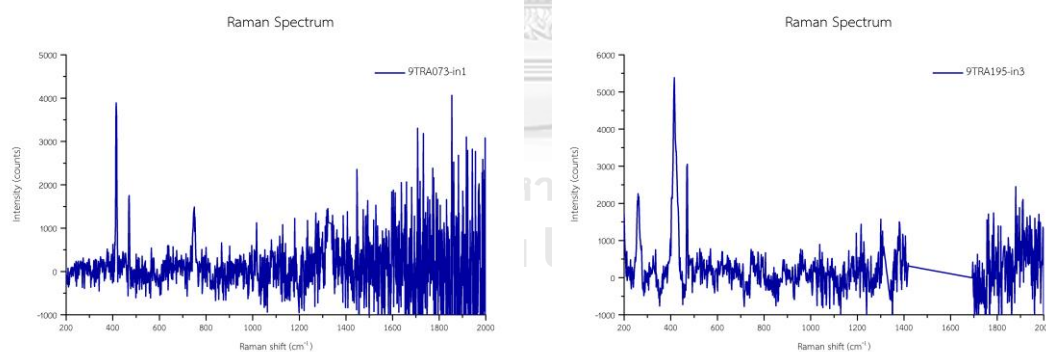 Raman Spectrum
9TRA073-in1
5000
4000
3000
2000
1000
0
-1000
Intensity (counts)
200 400 600 800 1000 1200 1400 1600 1800 2000
Raman shift (cm⁻¹)
Raman Spectrum
9TRA195-in3
6000
5000
4000
3000
2000
1000
0
-1000
Intensity (counts)
200 400 600 800 1000 1200 1400 1600 1800 200
Raman shift (cm⁻¹)